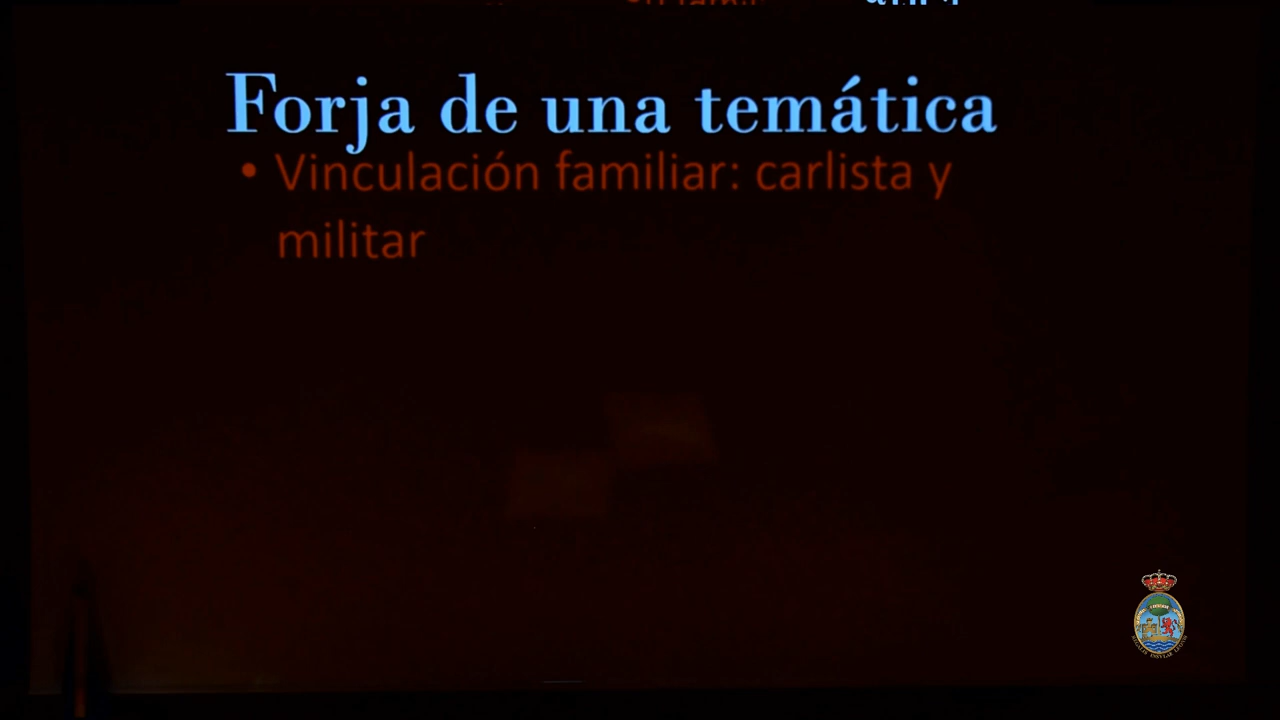 Forja de una temática
• Vinculación familiar: carlista y
militar